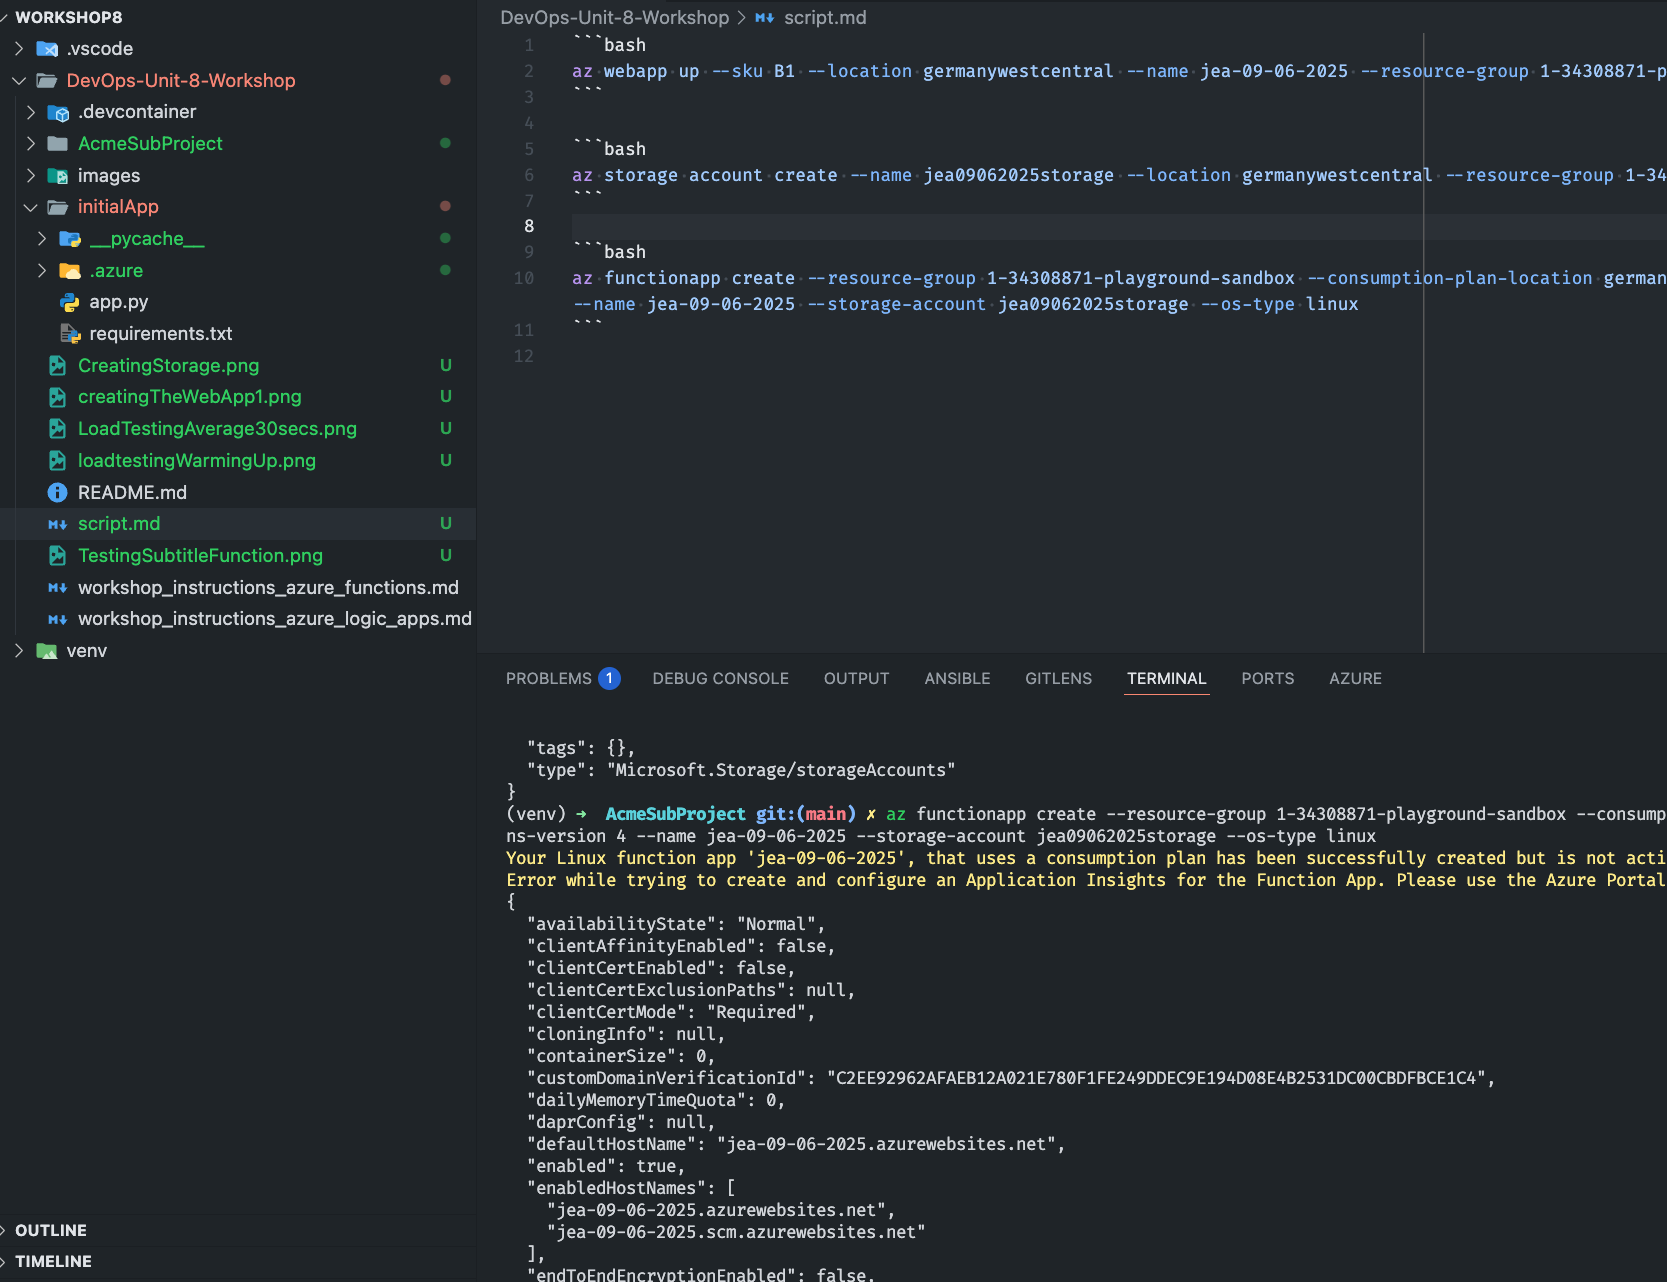 WORKSHOP8
.vscode
DevOps-Unit-8-Workshop
.devcontainer
AcmeSubProject
images
initialApp
__pycache__
.azure
app.py
requirements.txt
CreatingStorage.png U
creatingTheWebApp1.png U
LoadTestingAverage30secs.png U
loadtestingWarmingUp.png U
README.md
script.md U
TestingSubtitleFunction.png U
workshop_instructions_azure_functions.md
workshop_instructions_azure_logic_apps.md
venv
OUTLINE
TIMELINE
DevOps-Unit-8-Workshop > script.md
1 ```bash
2 az webapp up --sku B1 --location germanywestcentral --name jea-09-06-2025 --resource-group 1-34308871-p
3 ```
4
5 ```bash
6 az storage account create --name jea09062025storage --location germanywestcentral --resource-group 1-34
7 ```
8
9 ```bash
10 az functionapp create --resource-group 1-34308871-playground-sandbox --consumption-plan-location german
--name jea-09-06-2025 --storage-account jea09062025storage --os-type linux
11 ```
12
PROBLEMS 1 DEBUG CONSOLE OUTPUT ANSIBLE GITLENS TERMINAL PORTS AZURE
"tags": {},
"type": "Microsoft.Storage/storageAccounts"
}
(venv) ➜ AcmeSubProject git:(main) ✗ az functionapp create --resource-group 1-34308871-playground-sandbox --consump
ns-version 4 --name jea-09-06-2025 --storage-account jea09062025storage --os-type linux
Your Linux function app 'jea-09-06-2025', that uses a consumption plan has been successfully created but is not acti
Error while trying to create and configure an Application Insights for the Function App. Please use the Azure Portal
{
"availabilityState": "Normal",
"clientAffinityEnabled": false,
"clientCertEnabled": false,
"clientCertExclusionPaths": null,
"clientCertMode": "Required",
"cloningInfo": null,
"containerSize": 0,
"customDomainVerificationId": "C2EE92962AFAEB12A021E780F1FE249DDEC9E194D08E4B2531DC00CBDFBCE1C4",
"dailyMemoryTimeQuota": 0,
"daprConfig": null,
"defaultHostName": "jea-09-06-2025.azurewebsites.net",
"enabled": true,
"enabledHostNames": [
"jea-09-06-2025.azurewebsites.net",
"jea-09-06-2025.scm.azurewebsites.net"
],
"endToEndEncryptionEnabled": false,